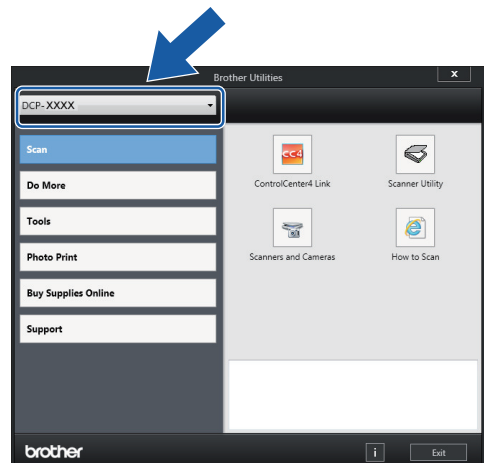 Brother Utilities
x
DCP-XXXX
Scan
Do More
Tools
Photo Print
Buy Supplies Online
Support
CC4
ControlCenter4 Link
Scanner Utility
Scanners and Cameras
How to Scan
brother
i
Exit